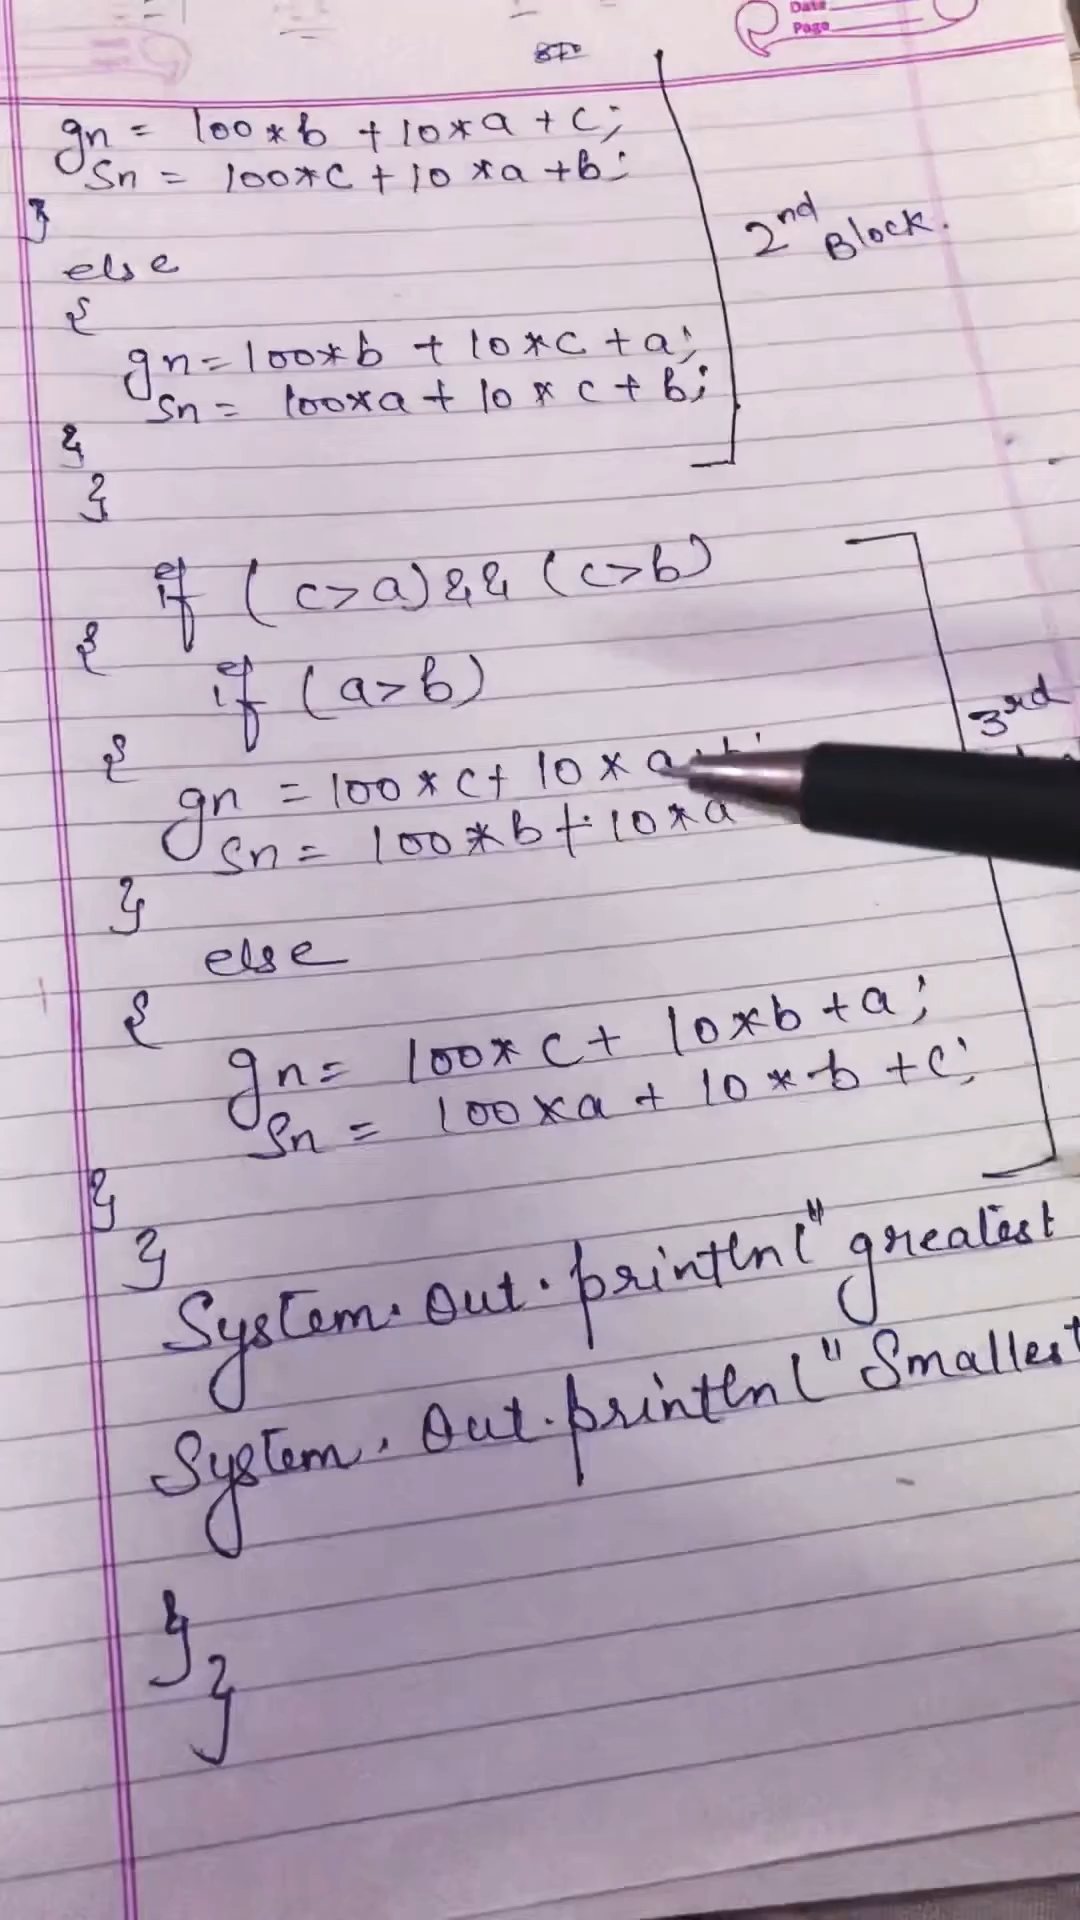 Date
Page
gn = 100*b + 10*a + c;
Sn = 100*c + 10*a + b;
}
2nd Block.
else
{
gn = 100*b + 10*c + a;
Sn = 100*a + 10*c + b;
}
}
if (c>a) && (c>b)
{
if (a>b)
3rd
{
gn = 100*c + 10*a
Sn = 100*b + 10*a
}
else
{
gn = 100*c + 10*b + a;
Sn = 100*a + 10*b + c;
}
}
System.Out.println("greatest
System.Out.println("Smallest
}
}